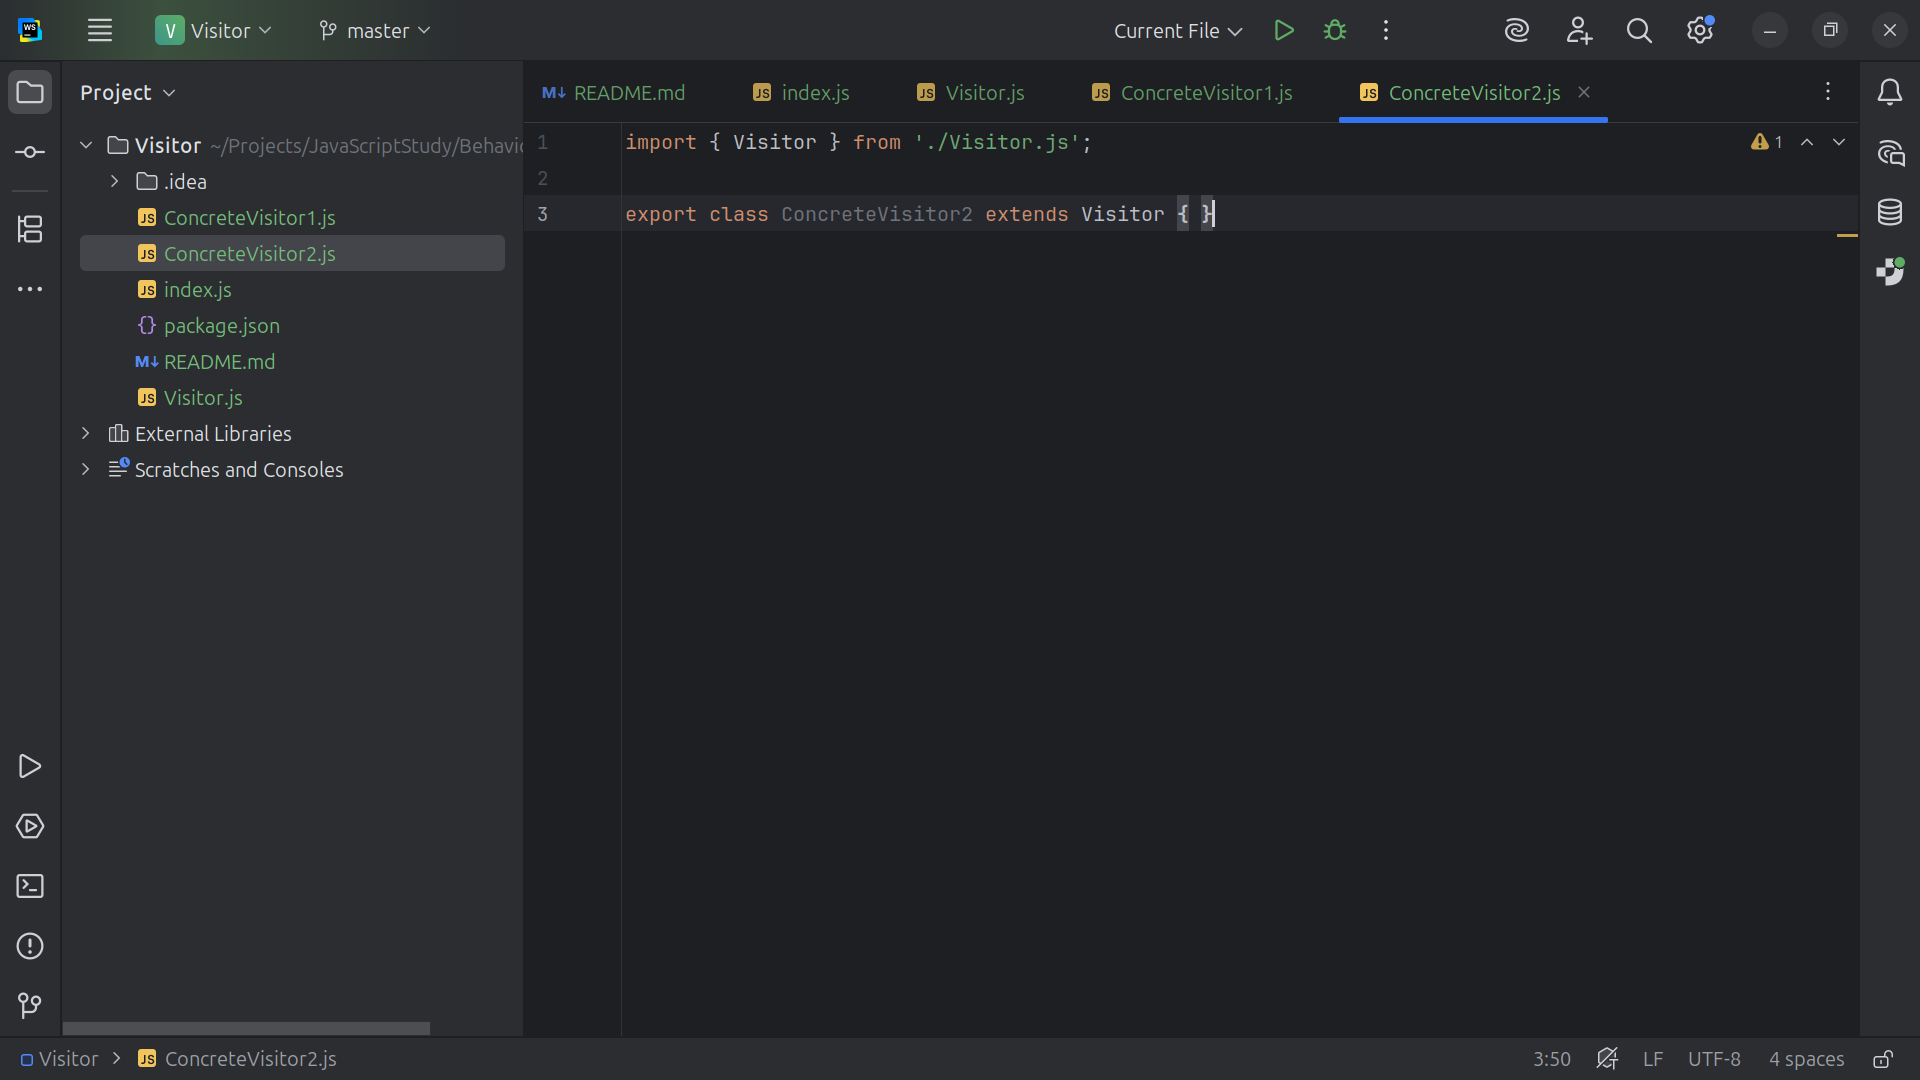 WS
V Visitor
master
Current File
Project
README.md
index.js
Visitor.js
ConcreteVisitor1.js
ConcreteVisitor2.js
Visitor ~/Projects/JavaScriptStudy/Behavio
.idea
ConcreteVisitor1.js
ConcreteVisitor2.js
index.js
package.json
README.md
Visitor.js
External Libraries
Scratches and Consoles
1 import { Visitor } from './Visitor.js';
2
3 export class ConcreteVisitor2 extends Visitor { }
1
Visitor
ConcreteVisitor2.js
3:50
LF
UTF-8
4 spaces